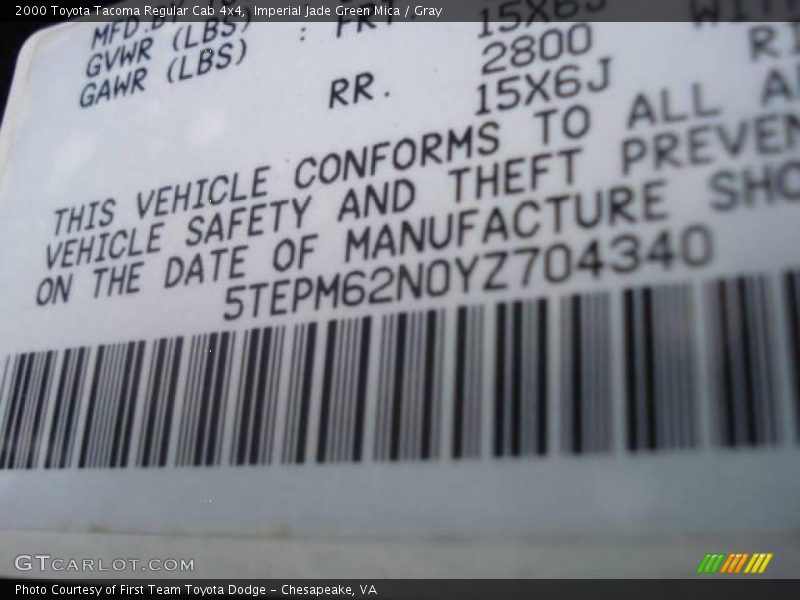 2000 Toyota Tacoma Regular Cab 4x4, Imperial Jade Green Mica / Gray
GVWR (LBS) :
GAWR (LBS) 2800
RR. 15X6J
THIS VEHICLE CONFORMS TO ALL
VEHICLE SAFETY AND THEFT PREVEN
ON THE DATE OF MANUFACTURE SHO
5TEPM62N0YZ704340
GTCARLOT.COM
Photo Courtesy of First Team Toyota Dodge - Chesapeake, VA